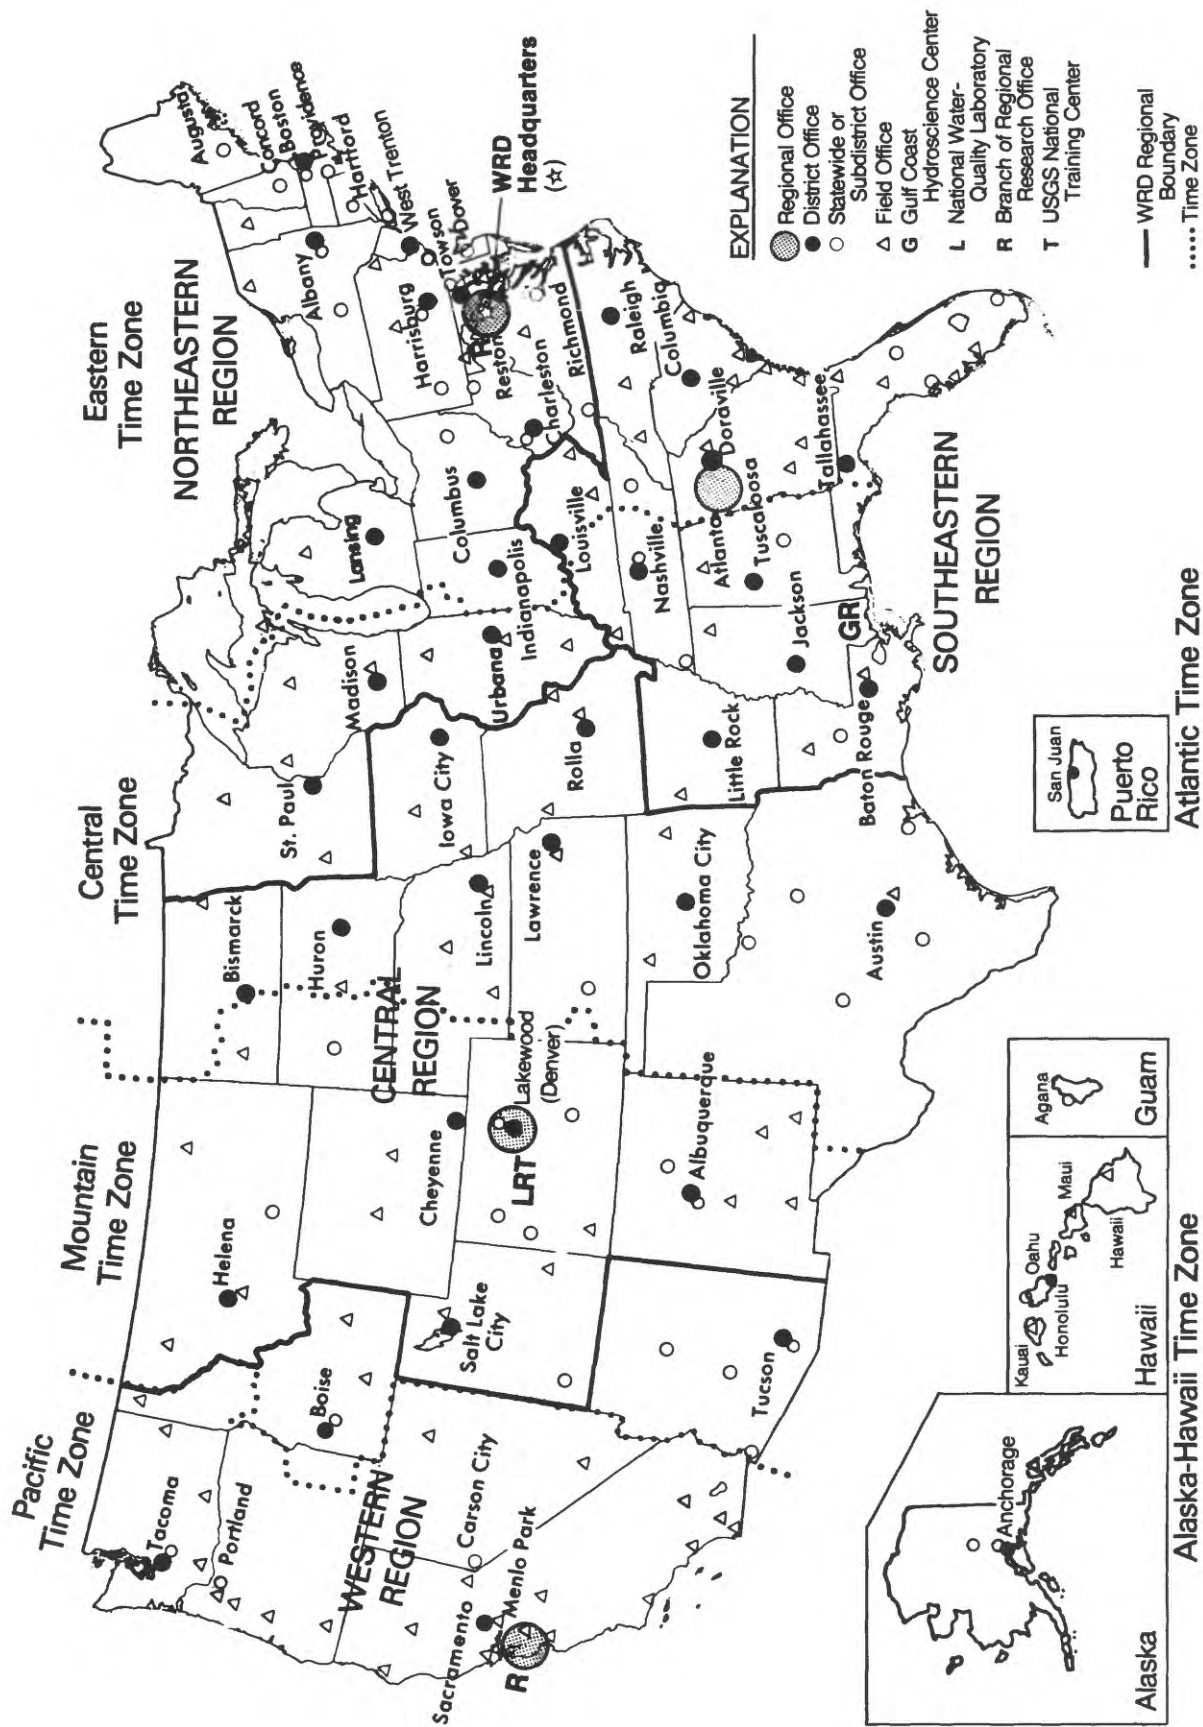 Pacific
Time Zone
Mountain
Time Zone
Central
Time Zone
Eastern
Time Zone
NORTHEASTERN
REGION
WESTERN
REGION
CENTRAL
REGION
SOUTHEASTERN
REGION
Tacoma
Portland
Helena
Boise
Bismarck
Huron
St. Paul
Madison
Lansing
Albany
Augusta
Concord
Boston
Providence
Hartford
West Trenton
Harrisburg
Towson
Dover
WRD
Headquarters
(☆)
Reston
Richmond
Charleston
Columbus
Indianapolis
Urbana
Iowa City
Lincoln
Cheyenne
Salt Lake
City
Carson City
Sacramento
Menlo Park
R
LRT
Lakewood
(Denver)
Lawrence
Rolla
Louisville
Nashville
Raleigh
Columbia
R
Atlanta
Doraville
Tuscaloosa
Tallahassee
Jackson
GR
Little Rock
Baton Rouge
Oklahoma City
Austin
Albuquerque
Tucson
EXPLANATION
Regional Office
District Office
Statewide or
Subdistrict Office
Field Office
G Gulf Coast
Hydroscience Center
L National Water-
Quality Laboratory
R Branch of Regional
Research Office
T USGS National
Training Center
WRD Regional
Boundary
Time Zone
Anchorage
Alaska
Kauai
Oahu
Honolulu
Maui
Hawaii
Hawaii
Agana
Guam
Alaska-Hawaii Time Zone
San Juan
Puerto
Rico
Atlantic Time Zone